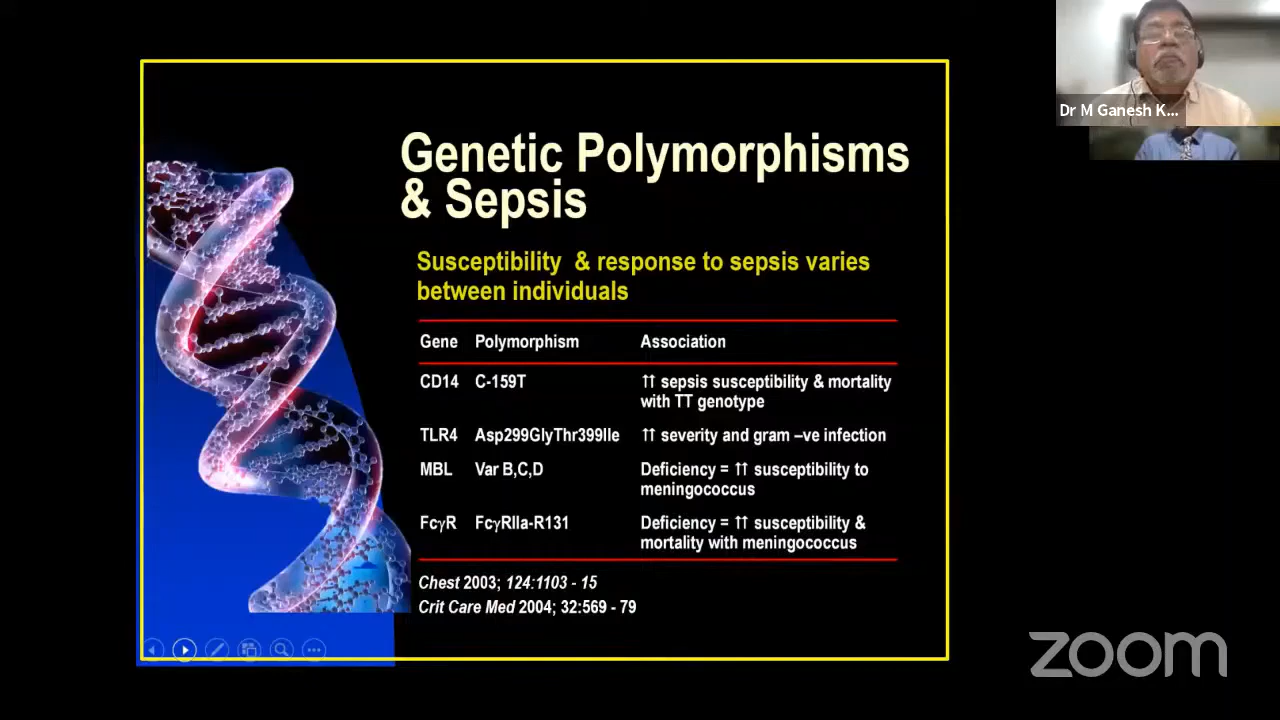 Dr M Ganesh K...
Genetic Polymorphisms
& Sepsis
Susceptibility & response to sepsis varies
between individuals
Gene Polymorphism Association
CD14 C-159T ↑↑ sepsis susceptibility & mortality
with TT genotype
TLR4 Asp299GlyThr399Ile ↑↑ severity and gram –ve infection
MBL Var B,C,D Deficiency = ↑↑ susceptibility to
meningococcus
FcγR FcγRIIa-R131 Deficiency = ↑↑ susceptibility &
mortality with meningococcus
Chest 2003; 124:1103 - 15
Crit Care Med 2004; 32:569 - 79
zoom